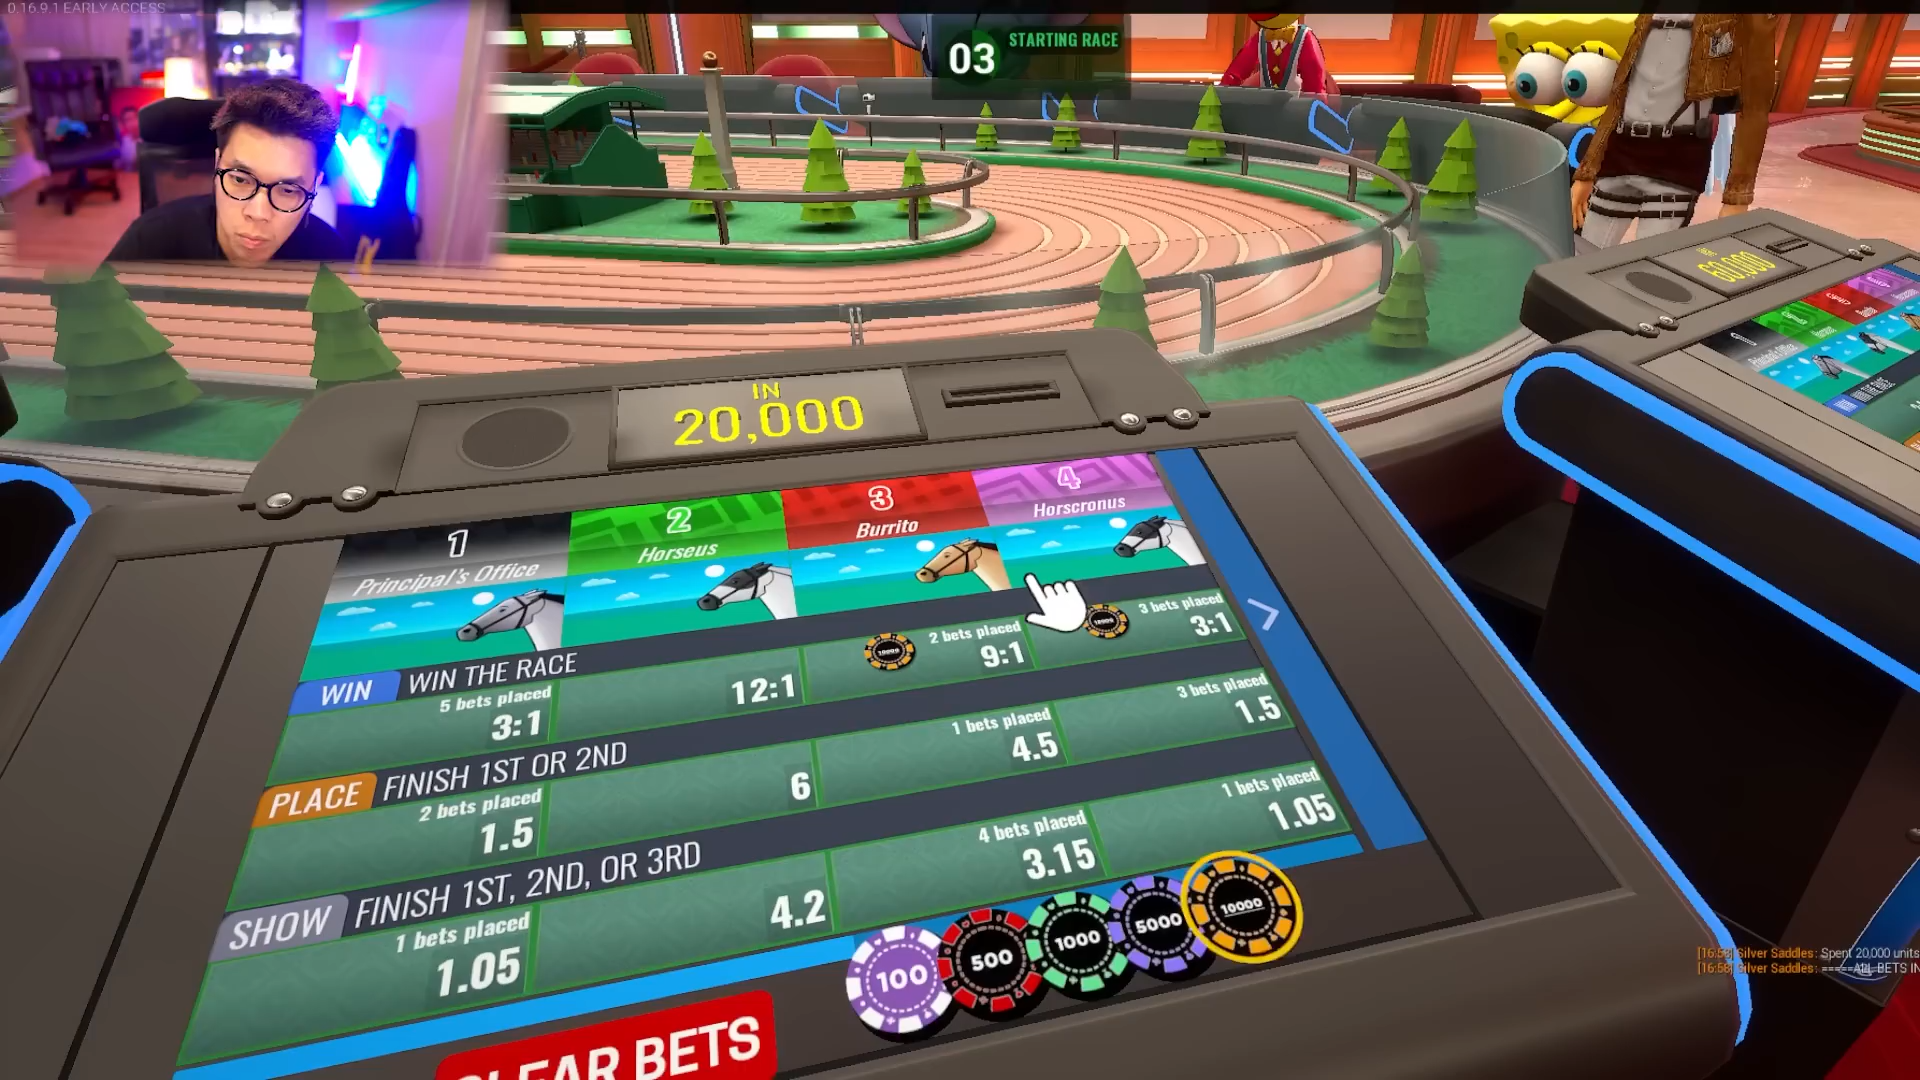 0.16.9.1 EARLY ACCESS
03
STARTING RACE
60,000
IN
20,000
1
Principal's Office
2
Horseus
3
Burrito
4
Horscronus
WIN
WIN THE RACE
5 bets placed
3:1
12:1
2 bets placed
9:1
3 bets placed
3:1
PLACE
FINISH 1ST OR 2ND
2 bets placed
1.5
6
1 bets placed
4.5
3 bets placed
1.5
SHOW
FINISH 1ST, 2ND, OR 3RD
1 bets placed
1.05
4.2
4 bets placed
3.15
1 bets placed
1.05
100
500
1000
5000
10000
CLEAR BETS
Silver Saddles: Spent 20,000 units
[16:58] Silver Saddles: =====ALL BETS IN